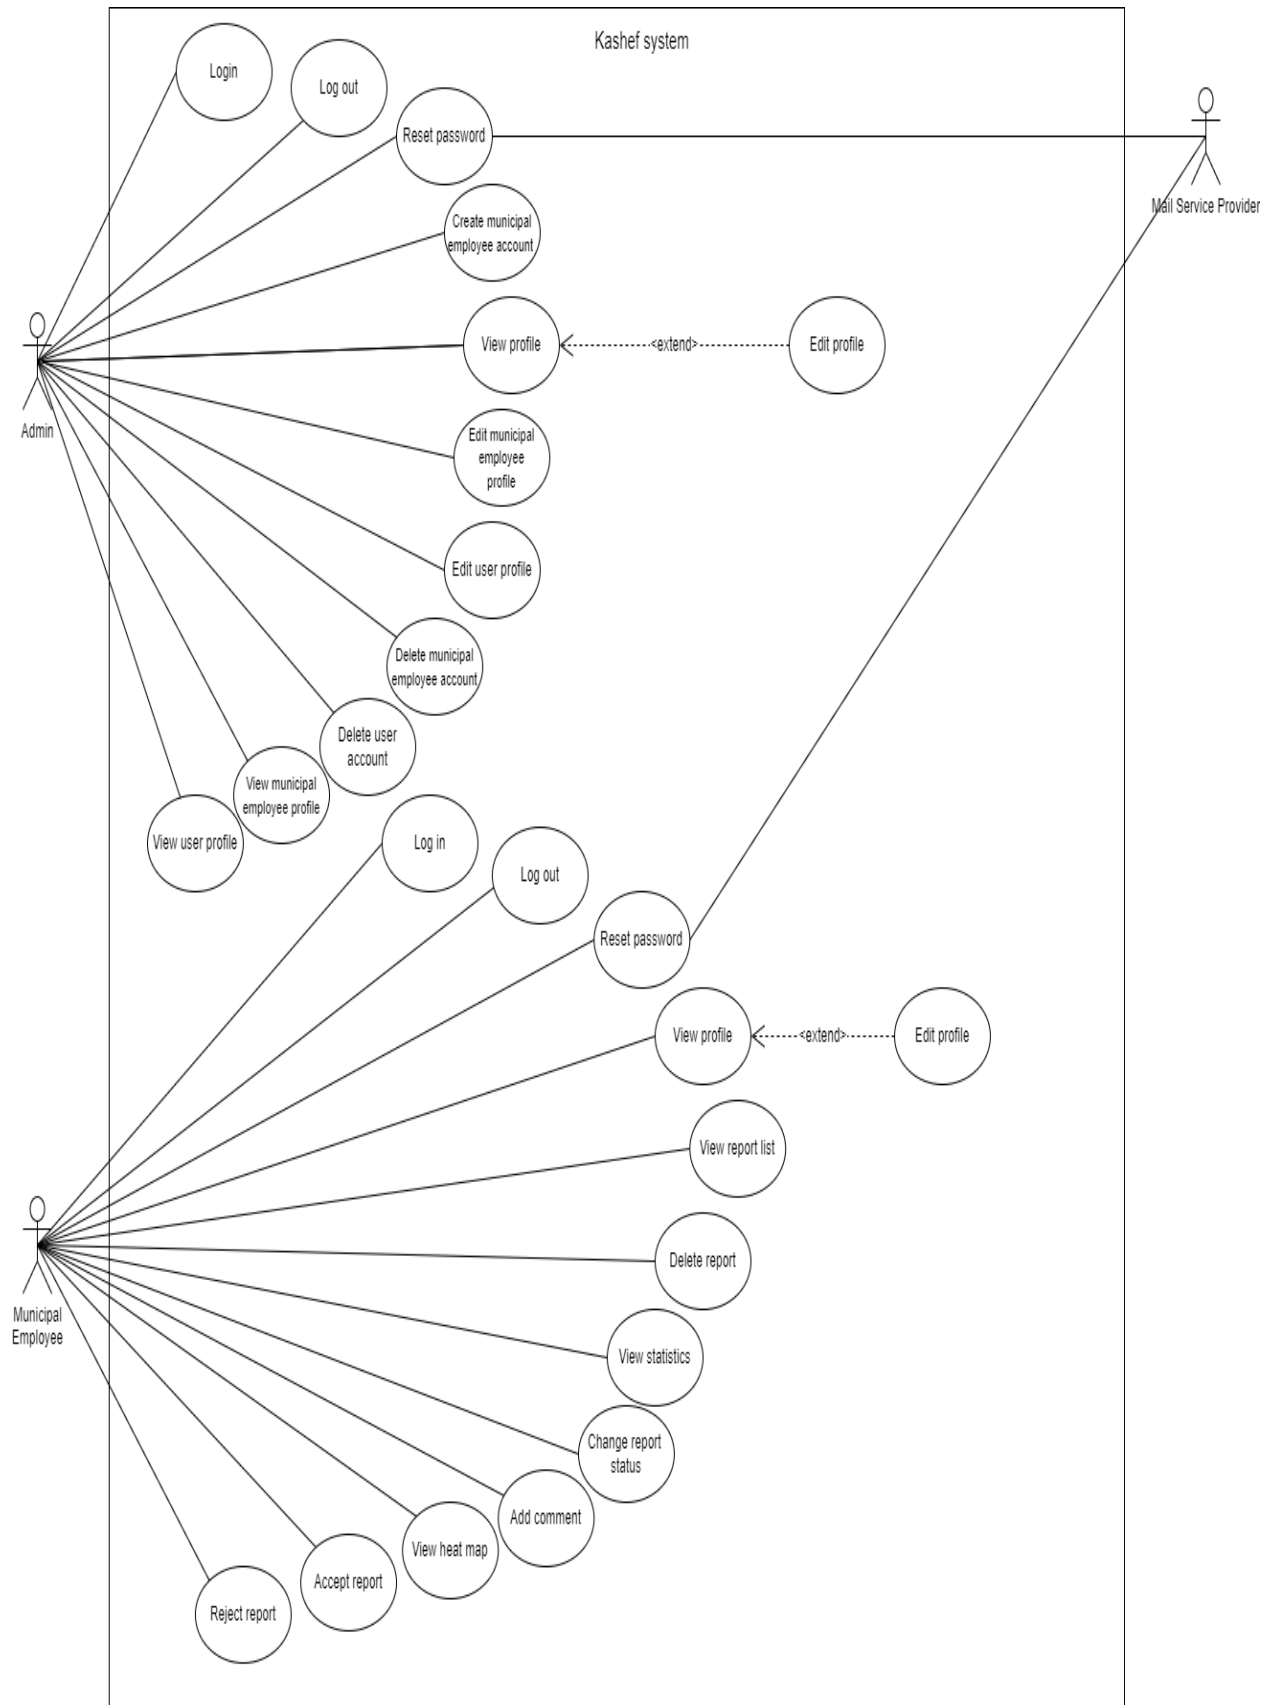 Kashef system
Login
Log out
Reset password
Mail Service Provider
Create municipal
employee account
View profile
<extend>
Edit profile
Admin
Edit municipal
employee
profile
Edit user profile
Delete municipal
employee account
Delete user
account
View municipal
employee profile
View user profile
Log in
Log out
Reset password
View profile
<extend>
Edit profile
View report list
Delete report
Municipal
Employee
View statistics
Change report
status
Add comment
View heat map
Accept report
Reject report